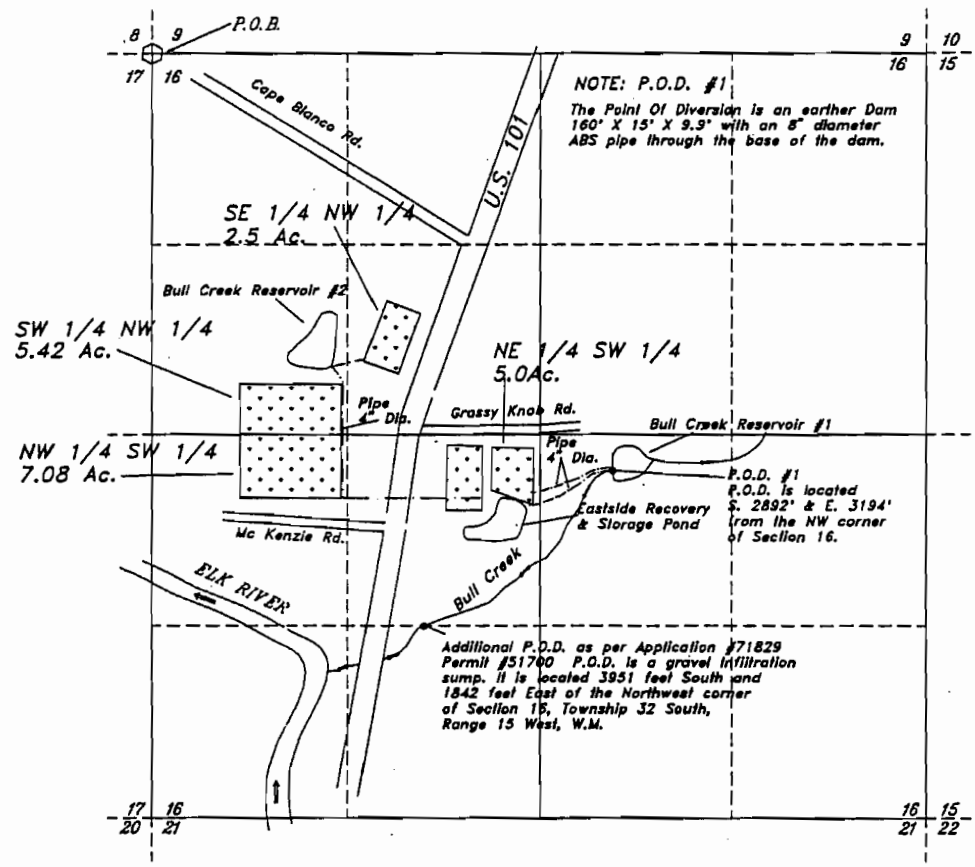 P.O.B.
8 9
17 16
9 10
16 15
Cape Blanco Rd.
U.S. 101
NOTE: P.O.D. #1
The Point Of Diversion is an earther Dam
160' X 15' X 9.9' with an 8" diameter
ABS pipe through the base of the dam.
SE 1/4 NW 1/4
2.5 Ac.
Bull Creek Reservoir #2
SW 1/4 NW 1/4
5.42 Ac.
NE 1/4 SW 1/4
5.0Ac.
Pipe
4" Dia.
Grassy Knob Rd.
Bull Creek Reservoir #1
NW 1/4 SW 1/4
7.08 Ac.
Pipe
4" Dia.
P.O.D. #1
P.O.D. is located
S. 2892' & E. 3194'
from the NW corner
of Section 16.
Eastside Recovery
& Storage Pond
Mc Kenzie Rd.
ELK RIVER
Bull Creek
Additional P.O.D. as per Application #71829
Permit #51700 P.O.D. is a gravel infiltration
sump. It is located 3951 feet South and
1842 feet East of the Northwest corner
of Section 16, Township 32 South,
Range 15 West, W.M.
17 16
20 21
16 15
21 22